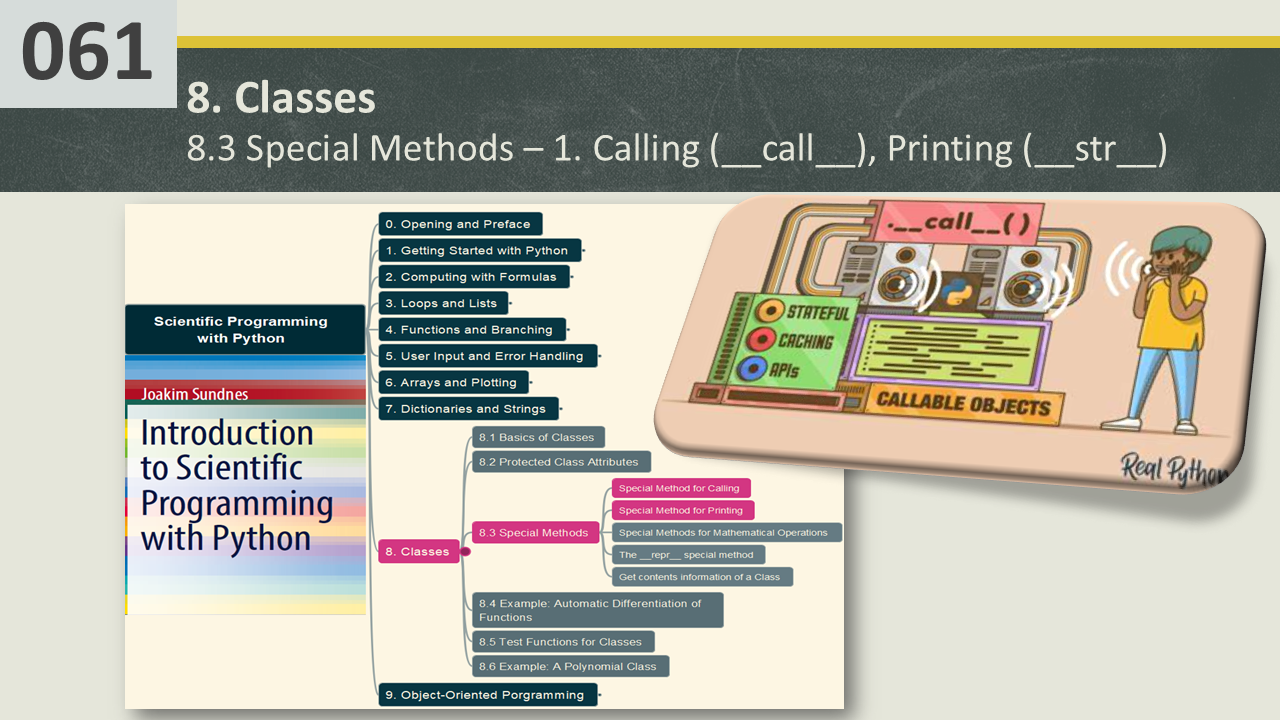 061
8. Classes
8.3 Special Methods – 1. Calling (__call__), Printing (__str__)
Scientific Programming
with Python
Joakim Sundnes
Introduction
to Scientific
Programming
with Python
0. Opening and Preface
1. Getting Started with Python
2. Computing with Formulas
3. Loops and Lists
4. Functions and Branching
5. User Input and Error Handling
6. Arrays and Plotting
7. Dictionaries and Strings
8. Classes
8.1 Basics of Classes
8.2 Protected Class Attributes
8.3 Special Methods
Special Method for Calling
Special Method for Printing
Special Methods for Mathematical Operations
The __repr__ special method
Get contents information of a Class
8.4 Example: Automatic Differentiation of
Functions
8.5 Test Functions for Classes
8.6 Example: A Polynomial Class
9. Object-Oriented Porgramming
.__call__()
STATEFUL
CACHING
APIs
CALLABLE OBJECTS
Real Python